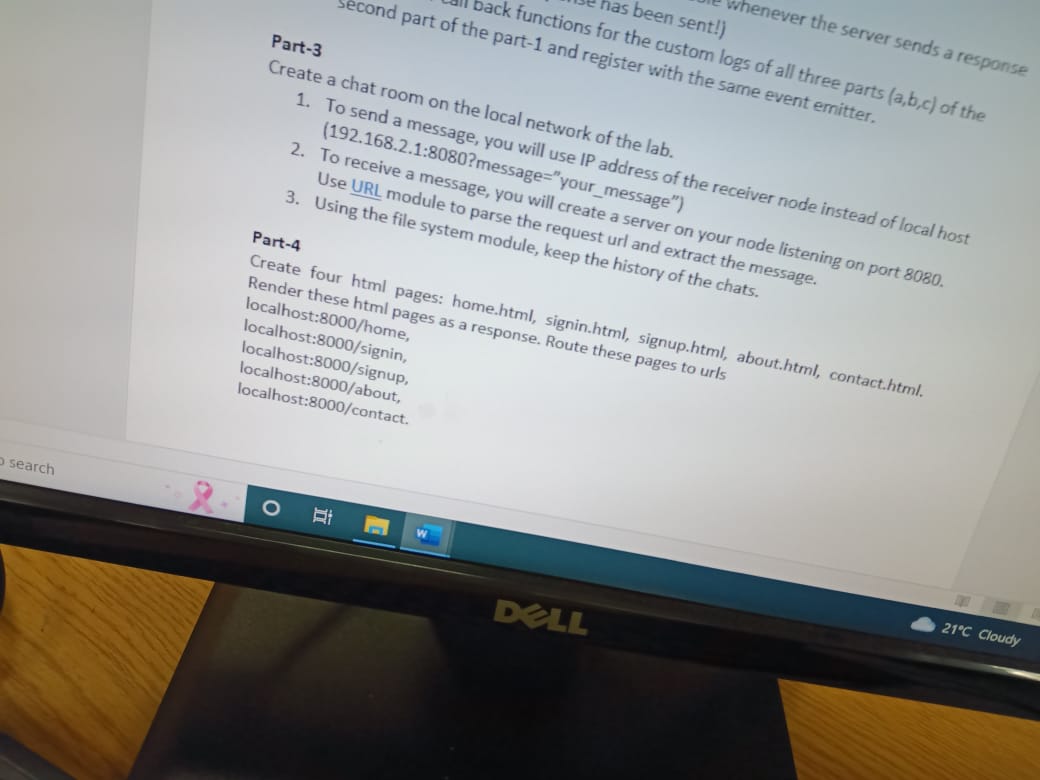 whenever the server sends a response
has been sent!)
back functions for the custom logs of all three parts (a,b,c) of the
second part of the part-1 and register with the same event emitter.
Part-3
Create a chat room on the local network of the lab.
1. To send a message, you will use IP address of the receiver node instead of local host
(192.168.2.1:8080?message="your_message")
2. To receive a message, you will create a server on your node listening on port 8080.
Use URL module to parse the request url and extract the message.
3. Using the file system module, keep the history of the chats.
Part-4
Create four html pages: home.html, signin.html, signup.html, about.html, contact.html.
Render these html pages as a response. Route these pages to urls
localhost:8000/home,
localhost:8000/signin,
localhost:8000/signup,
localhost:8000/about,
localhost:8000/contact.
search
W
21°C Cloudy
DELL